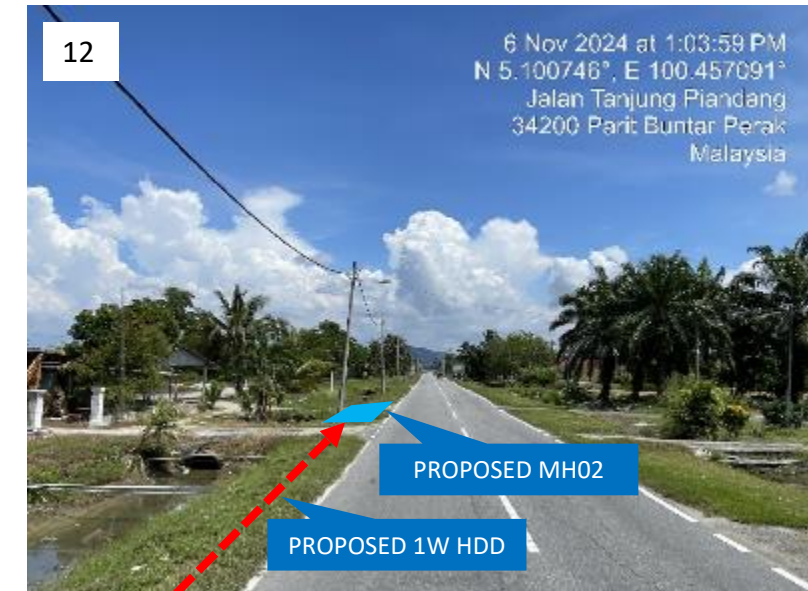 12
6 Nov 2024 at 1:03:59 PM
N 5.100746°, E 100.457091°
Jalan Tanjung Piandang
34200 Parit Buntar Perak
Malaysia
PROPOSED MH02
PROPOSED 1W HDD